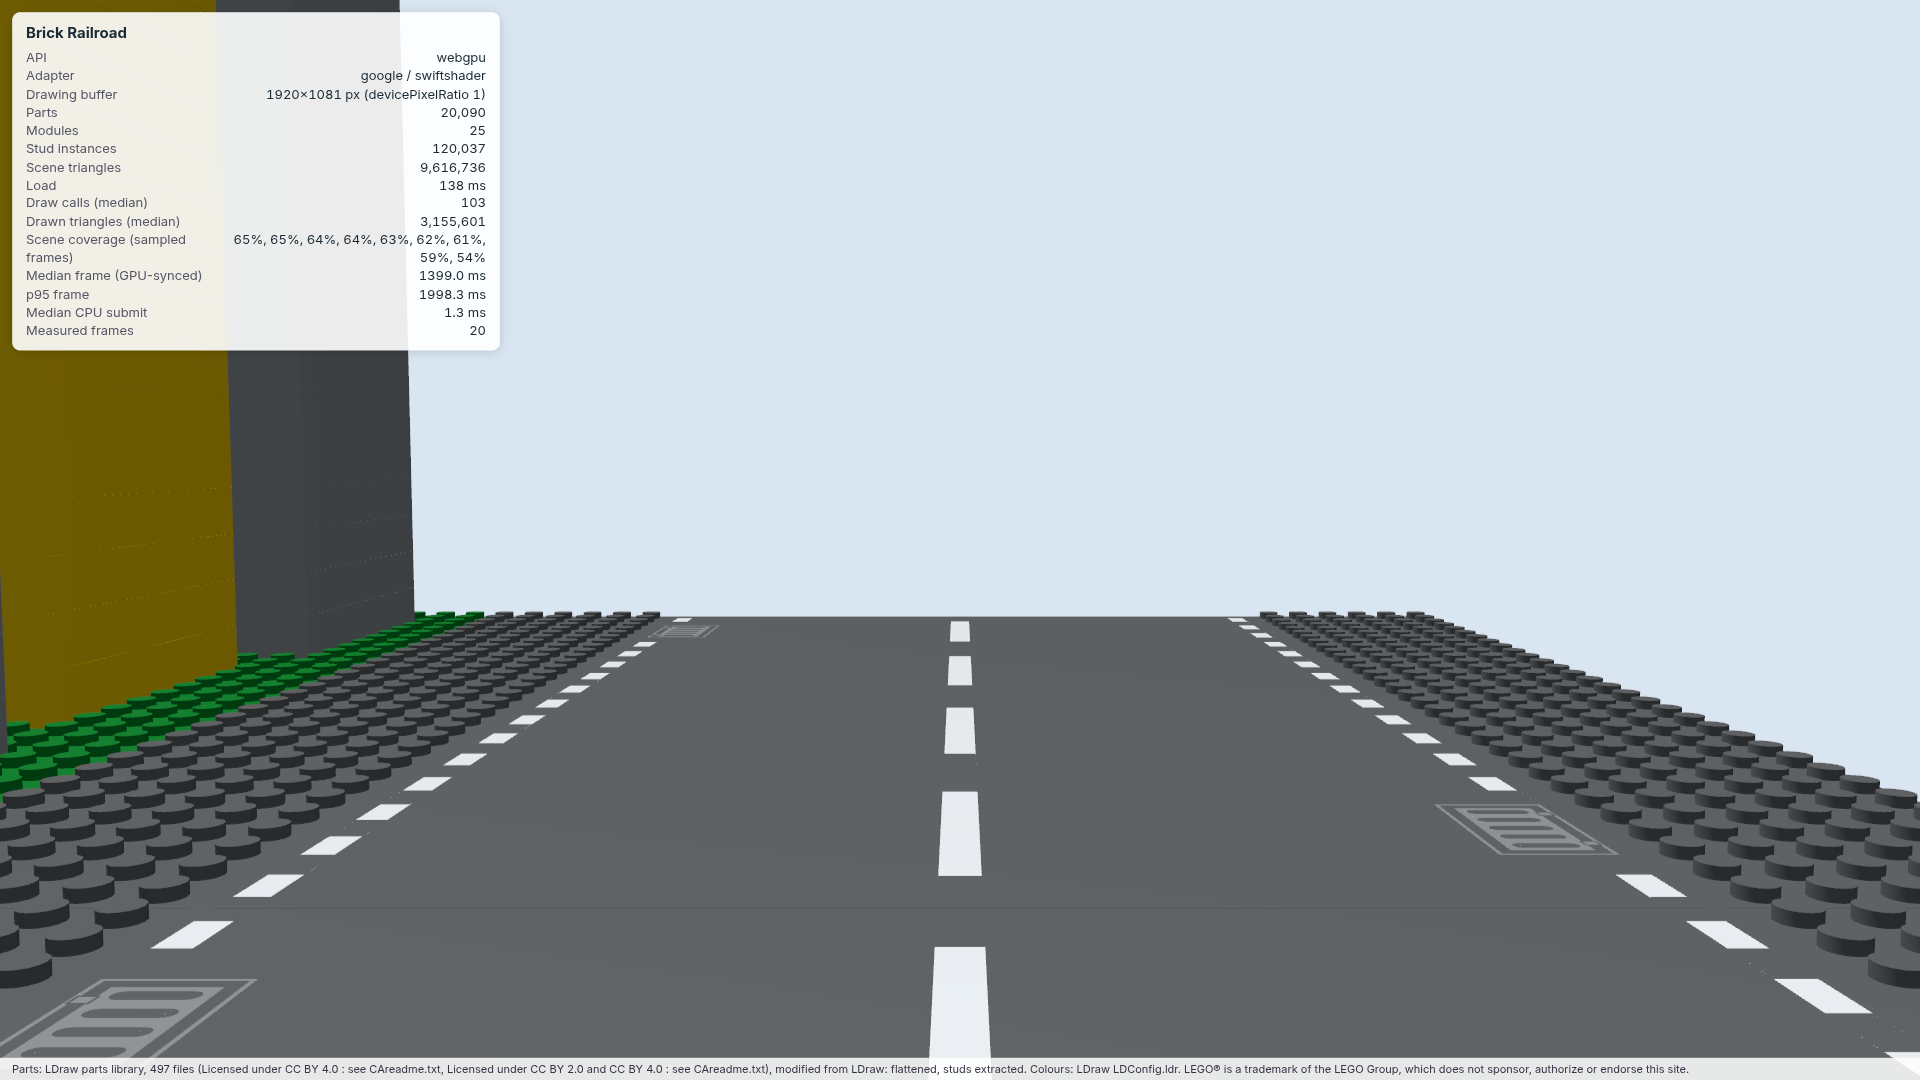 Brick Railroad
API webgpu
Adapter google / swiftshader
Drawing buffer 1920×1081 px (devicePixelRatio 1)
Parts 20,090
Modules 25
Stud instances 120,037
Scene triangles 9,616,736
Load 138 ms
Draw calls (median) 103
Drawn triangles (median) 3,155,601
Scene coverage (sampled 65%, 65%, 64%, 64%, 63%, 62%, 61%,
frames) 59%, 54%
Median frame (GPU-synced) 1399.0 ms
p95 frame 1998.3 ms
Median CPU submit 1.3 ms
Measured frames 20
Parts: LDraw parts library, 497 files (Licensed under CC BY 4.0 : see CAreadme.txt, Licensed under CC BY 2.0 and CC BY 4.0 : see CAreadme.txt), modified from LDraw: flattened, studs extracted. Colours: LDraw LDConfig.ldr. LEGO® is a trademark of the LEGO Group, which does not sponsor, authorize or endorse this site.